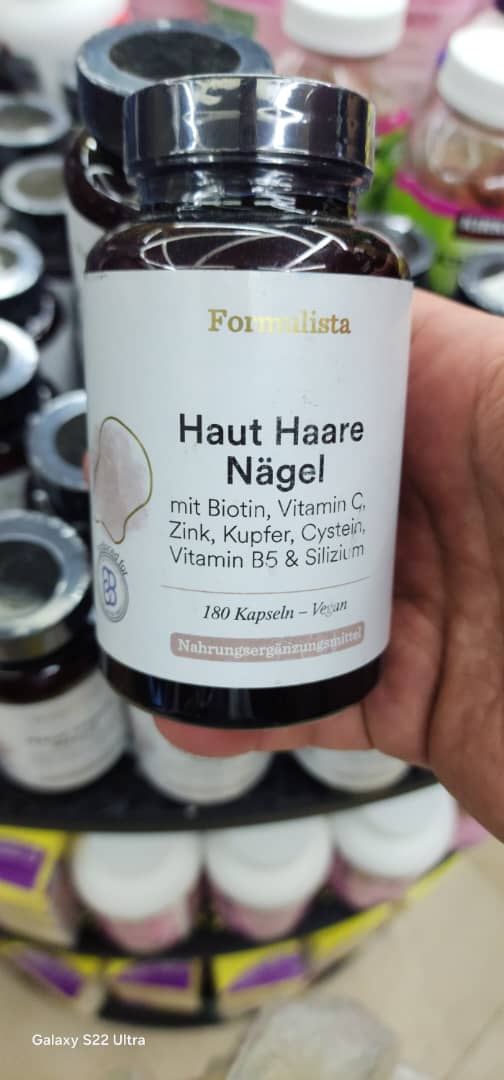 Formulista
Haut Haare
Nägel
mit Biotin, Vitamin C,
Zink, Kupfer, Cystein,
Vitamin B5 & Silizium
180 Kapseln – Vegan
Nahrungsergänzungsmittel
Galaxy S22 Ultra